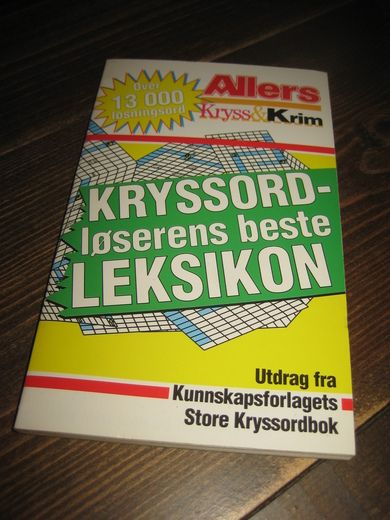 Over
13 000
løsningsord
Allers
Kryss&Krim
KRYSSORD-
løserens beste
LEKSIKON
Utdrag fra
Kunnskapsforlagets
Store Kryssordbok